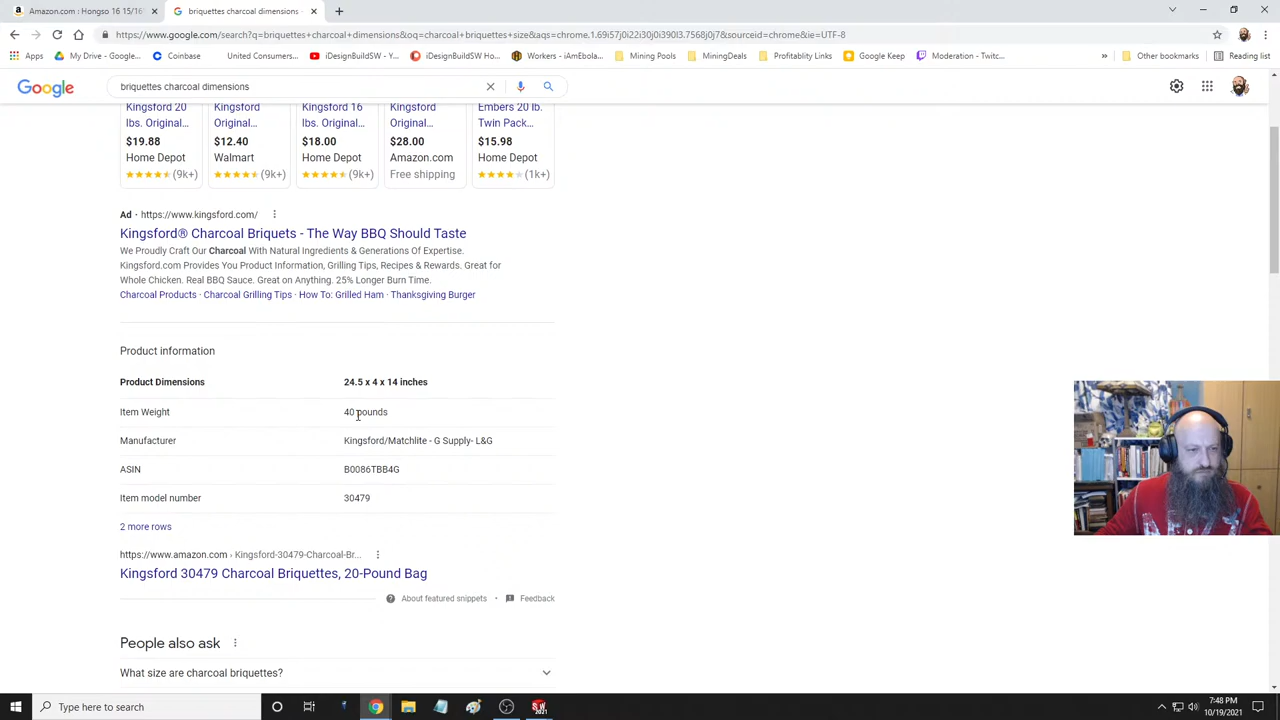 Amazon.com : Hongso 16 15/16"
briquettes charcoal dimensions
https://www.google.com/search?q=briquettes+charcoal+dimensions&oq=charcoal+briquettes+size&aqs=chrome.1.69i57j0i22i30j0i390l3.7568j0j7&sourceid=chrome&ie=UTF-8
Apps
My Drive - Googl...
Coinbase
Support
iDesignBuildSW - Y...
iDesignBuildSW Ho...
Workers - iAmEbola...
Mining Pools
MiningDeals
Profitablity Links
Google Keep
Moderation - Twitc...
»
Other bookmarks
Reading list
Google
briquettes charcoal dimensions
Kingsford 20
lbs. Original...
$19.88
Home Depot
(9k+)
Kingsford
Original...
$12.40
Walmart
(9k+)
Kingsford 16
lbs. Original...
$18.00
Home Depot
(9k+)
Kingsford
Original...
$28.00
Amazon.com
Free shipping
Embers 20 lb.
Twin Pack...
$15.98
Home Depot
(1k+)
Ad · https://www.kingsford.com/
Kingsford® Charcoal Briquets - The Way BBQ Should Taste
We Proudly Craft Our Charcoal With Natural Ingredients & Generations Of Expertise.
Kingsford.com Provides You Product Information, Grilling Tips, Recipes & Rewards. Great for
Whole Chicken. Real BBQ Sauce. Great on Anything. 25% Longer Burn Time.
Charcoal Products · Charcoal Grilling Tips · How To: Grilled Ham · Thanksgiving Burger
Product information
Product Dimensions 24.5 x 4 x 14 inches
Item Weight 40 pounds
Manufacturer Kingsford/Matchlite - G Supply- L&G
ASIN B0086TBB4G
Item model number 30479
2 more rows
https://www.amazon.com › Kingsford-30479-Charcoal-Br...
Kingsford 30479 Charcoal Briquettes, 20-Pound Bag
About featured snippets • Feedback
People also ask
What size are charcoal briquettes?
Type here to search
7:48 PM
10/19/2021